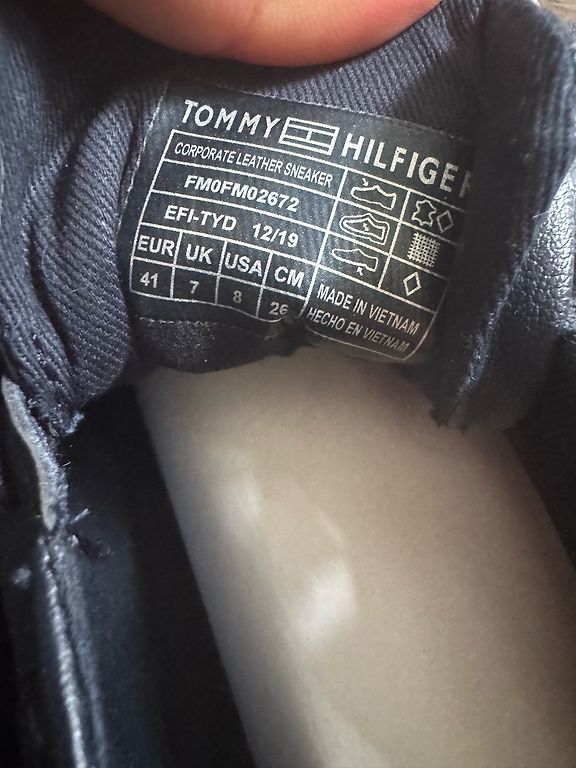 TOMMY HILFIGER
CORPORATE LEATHER SNEAKER
FM0FM02672
EFI-TYD 12/19
EUR UK USA CM
41 7 8 26
MADE IN VIETNAM
HECHO EN VIETNAM